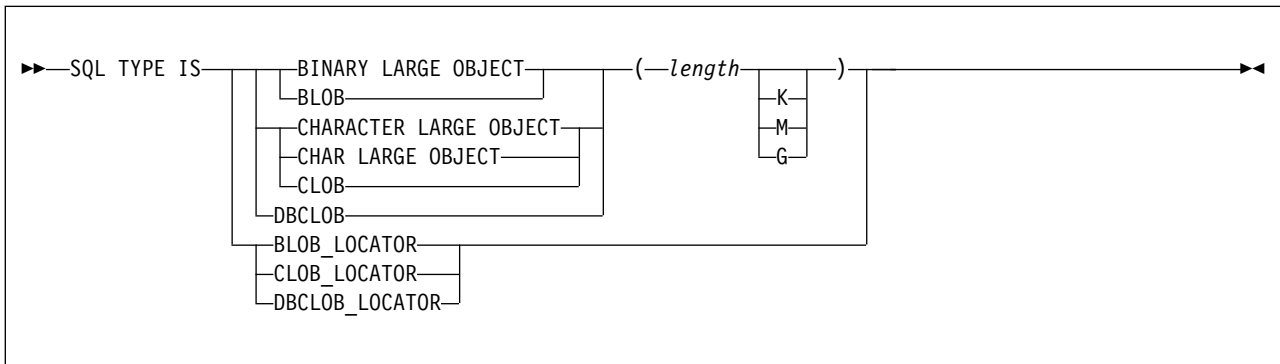 SQL TYPE IS BINARY LARGE OBJECT ( length )
BLOB K
CHARACTER LARGE OBJECT M
CHAR LARGE OBJECT G
CLOB
DBCLOB
BLOB_LOCATOR
CLOB_LOCATOR
DBCLOB_LOCATOR